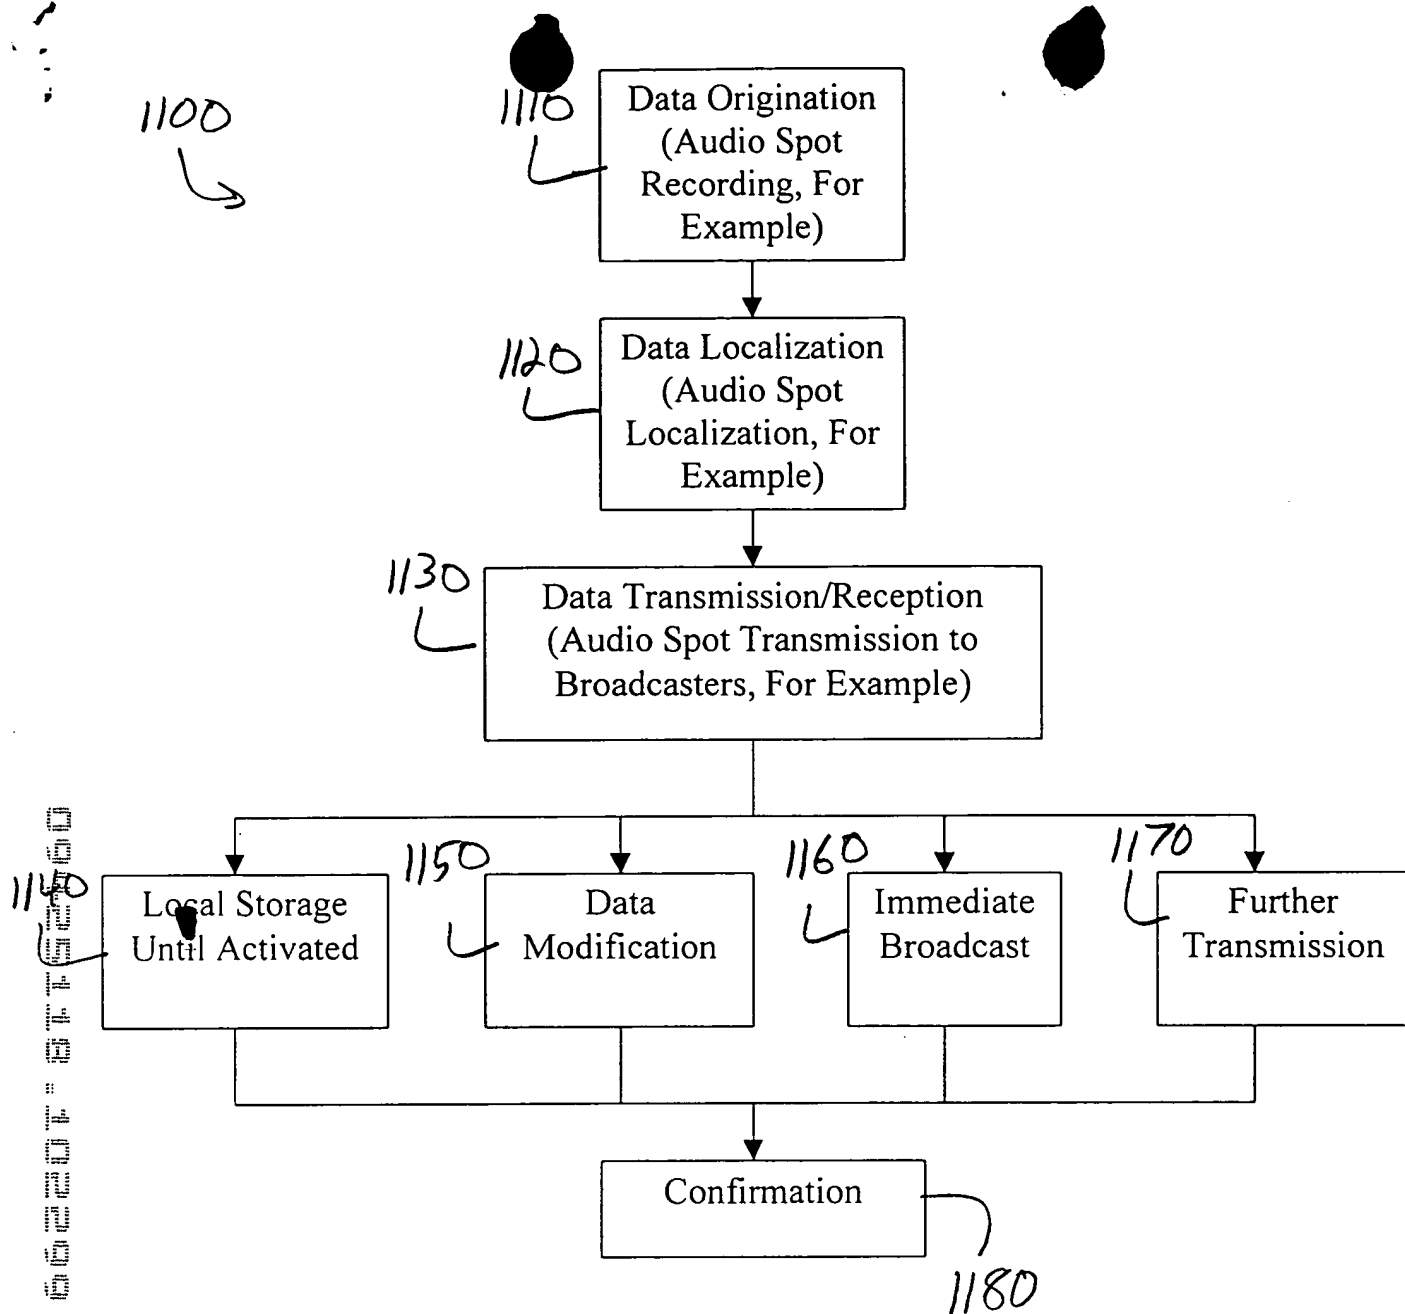 1100
1110
Data Origination
(Audio Spot
Recording, For
Example)
1120
Data Localization
(Audio Spot
Localization, For
Example)
1130
Data Transmission/Reception
(Audio Spot Transmission to
Broadcasters, For Example)
1140
Local Storage
Until Activated
1150
Data
Modification
1160
Immediate
Broadcast
1170
Further
Transmission
Confirmation
1180